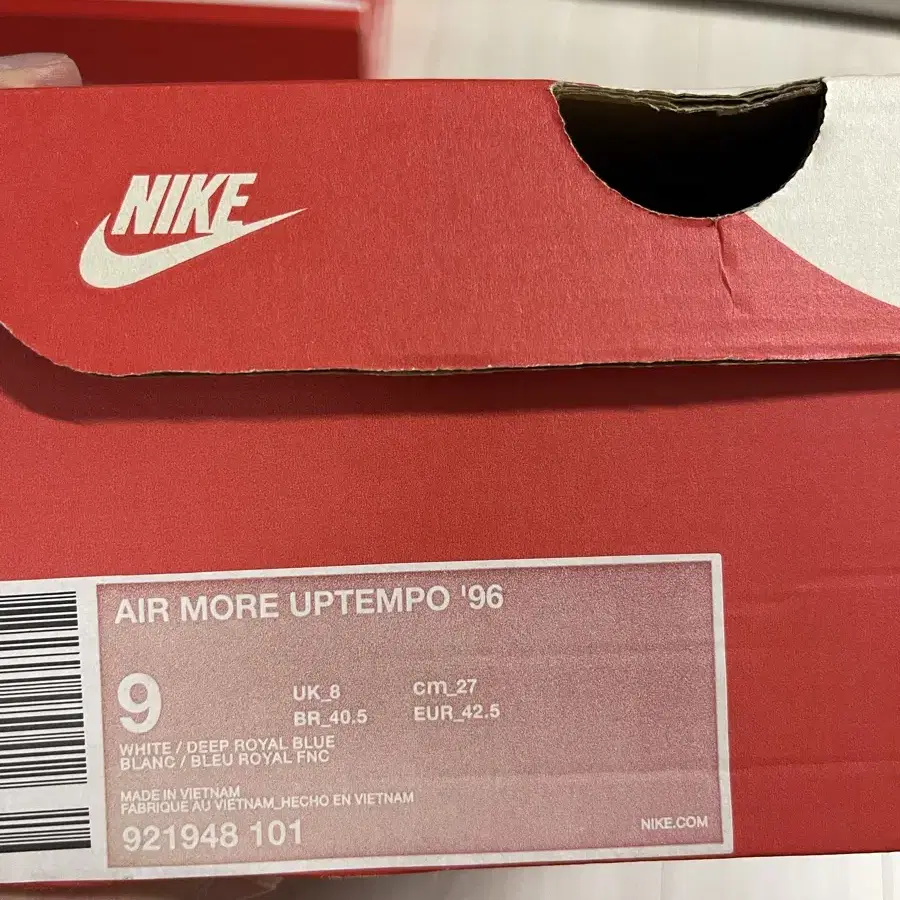 NIKE
AIR MORE UPTEMPO '96
9
UK_8 cm_27
BR_40.5 EUR_42.5
WHITE / DEEP ROYAL BLUE
BLANC / BLEU ROYAL FNC
MADE IN VIETNAM
FABRIQUE AU VIETNAM_HECHO EN VIETNAM
921948 101
NIKE.COM